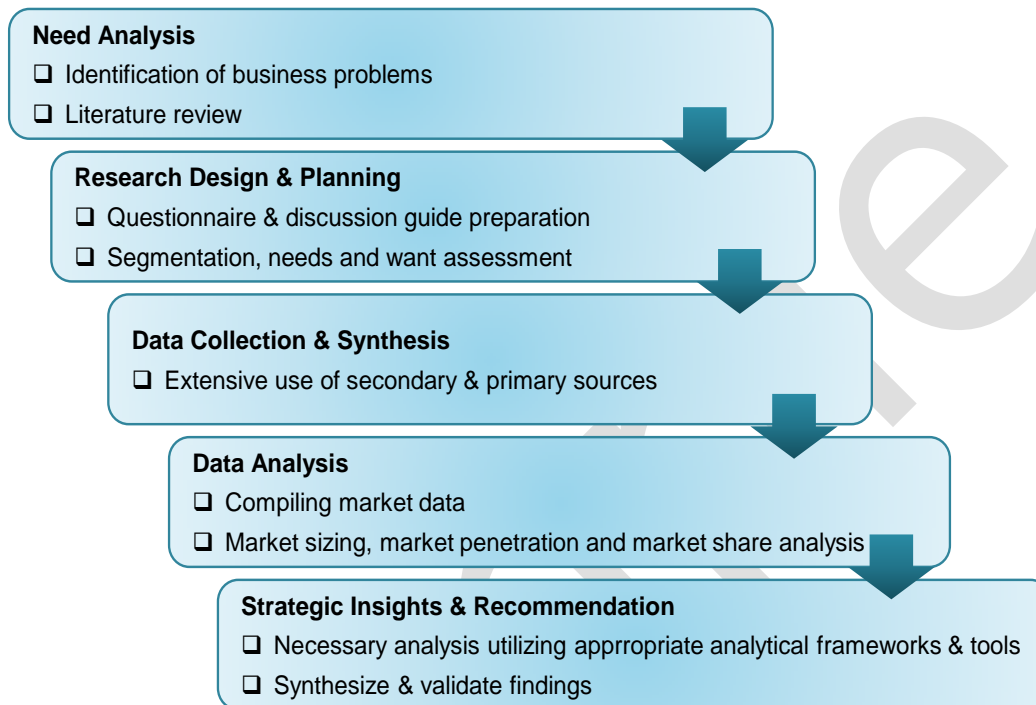 Need Analysis
❑ Identification of business problems
❑ Literature review
Research Design & Planning
❑ Questionnaire & discussion guide preparation
❑ Segmentation, needs and want assessment
Data Collection & Synthesis
❑ Extensive use of secondary & primary sources
Data Analysis
❑ Compiling market data
❑ Market sizing, market penetration and market share analysis
Strategic Insights & Recommendation
❑ Necessary analysis utilizing apprropriate analytical frameworks & tools
❑ Synthesize & validate findings